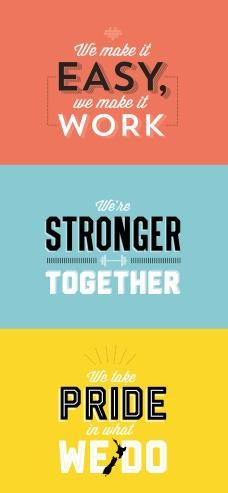 We make it
EASY,
we make it
WORK
We're
STRONGER
TOGETHER
We take
PRIDE
in what
WE DO